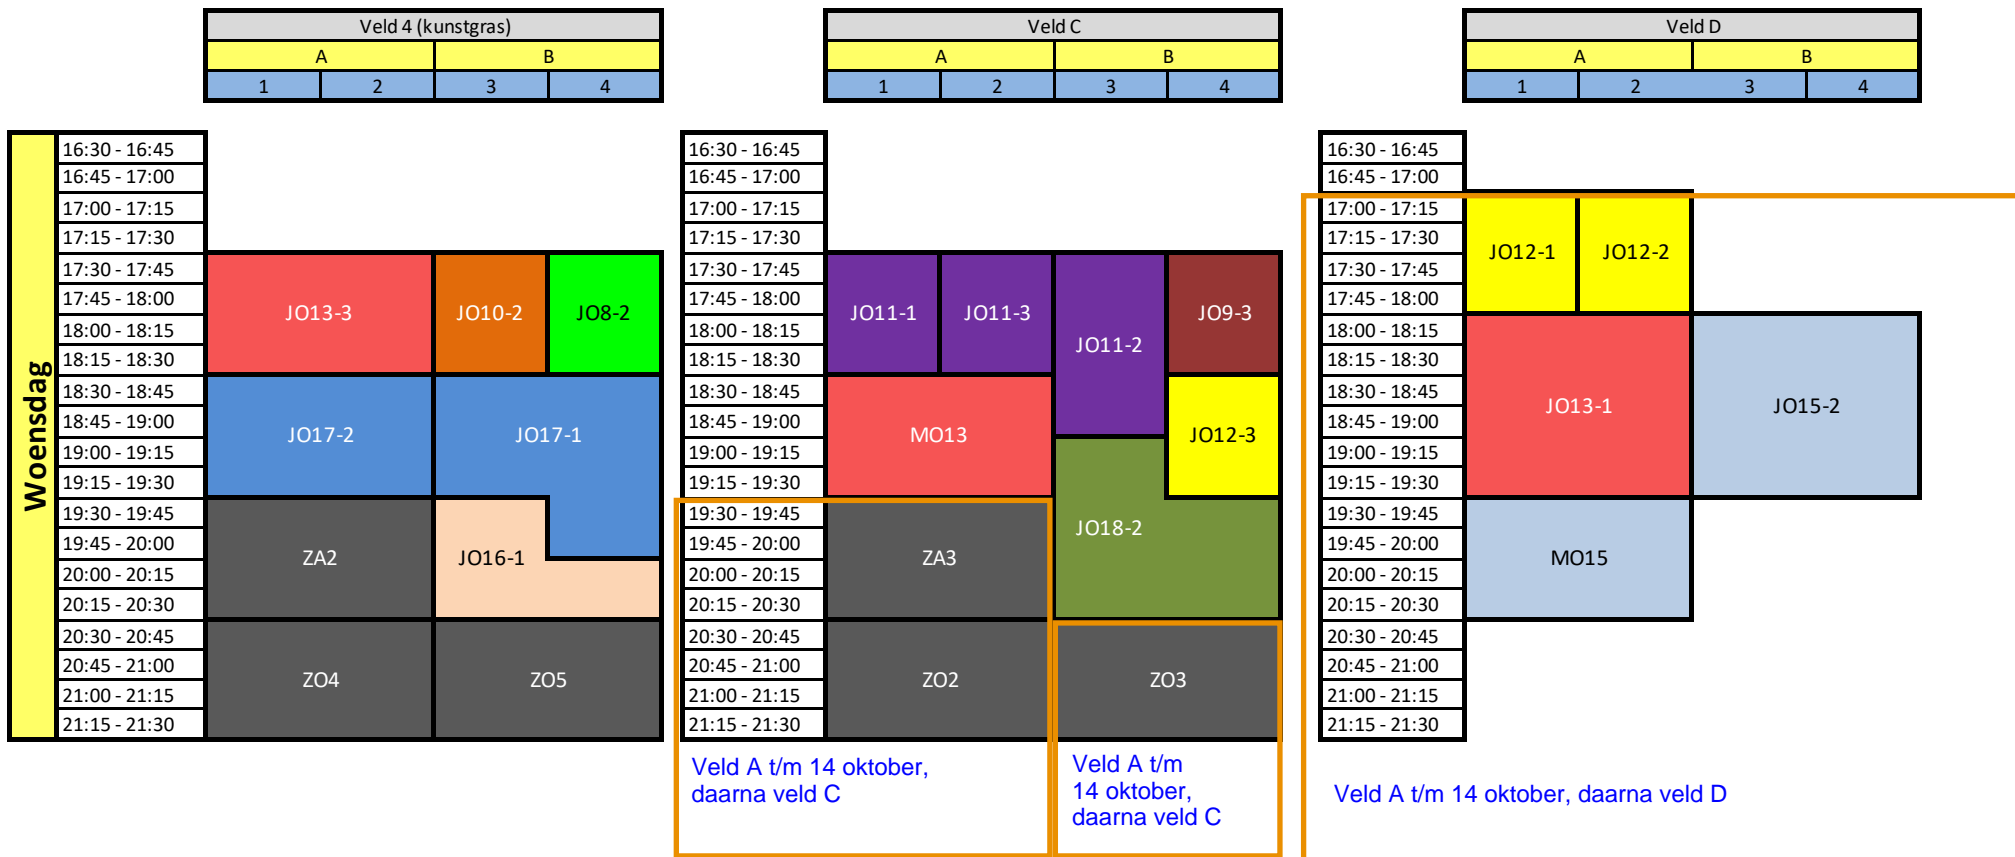 Veld 4 (kunstgras) Veld C Veld D
A B A B A B
1 2 3 4 1 2 3 4 1 2 3 4
Woensdag
16:30 - 16:45 16:30 - 16:45 16:30 - 16:45
16:45 - 17:00 16:45 - 17:00 16:45 - 17:00
17:00 - 17:15 17:00 - 17:15 17:00 - 17:15
17:15 - 17:30 17:15 - 17:30 17:15 - 17:30
JO12-1 JO12-2
17:30 - 17:45 17:30 - 17:45 17:30 - 17:45
17:45 - 18:00 17:45 - 18:00 17:45 - 18:00
JO13-3 JO10-2 JO8-2 JO11-1 JO11-3 JO9-3
18:00 - 18:15 18:00 - 18:15 18:00 - 18:15
JO11-2
18:15 - 18:30 18:15 - 18:30 18:15 - 18:30
18:30 - 18:45 18:30 - 18:45 18:30 - 18:45
JO13-1 JO15-2
18:45 - 19:00 18:45 - 19:00 18:45 - 19:00
JO17-2 JO17-1 MO13 JO12-3
19:00 - 19:15 19:00 - 19:15 19:00 - 19:15
19:15 - 19:30 19:15 - 19:30 19:15 - 19:30
19:30 - 19:45 19:30 - 19:45 19:30 - 19:45
JO18-2
19:45 - 20:00 19:45 - 20:00 19:45 - 20:00
ZA2 JO16-1 ZA3 MO15
20:00 - 20:15 20:00 - 20:15 20:00 - 20:15
20:15 - 20:30 20:15 - 20:30 20:15 - 20:30
20:30 - 20:45 20:30 - 20:45 20:30 - 20:45
20:45 - 21:00 20:45 - 21:00 20:45 - 21:00
ZO4 ZO5 ZO2 ZO3
21:00 - 21:15 21:00 - 21:15 21:00 - 21:15
21:15 - 21:30 21:15 - 21:30 21:15 - 21:30
Veld A t/m 14 oktober,
daarna veld C
Veld A t/m
14 oktober,
daarna veld C
Veld A t/m 14 oktober, daarna veld D